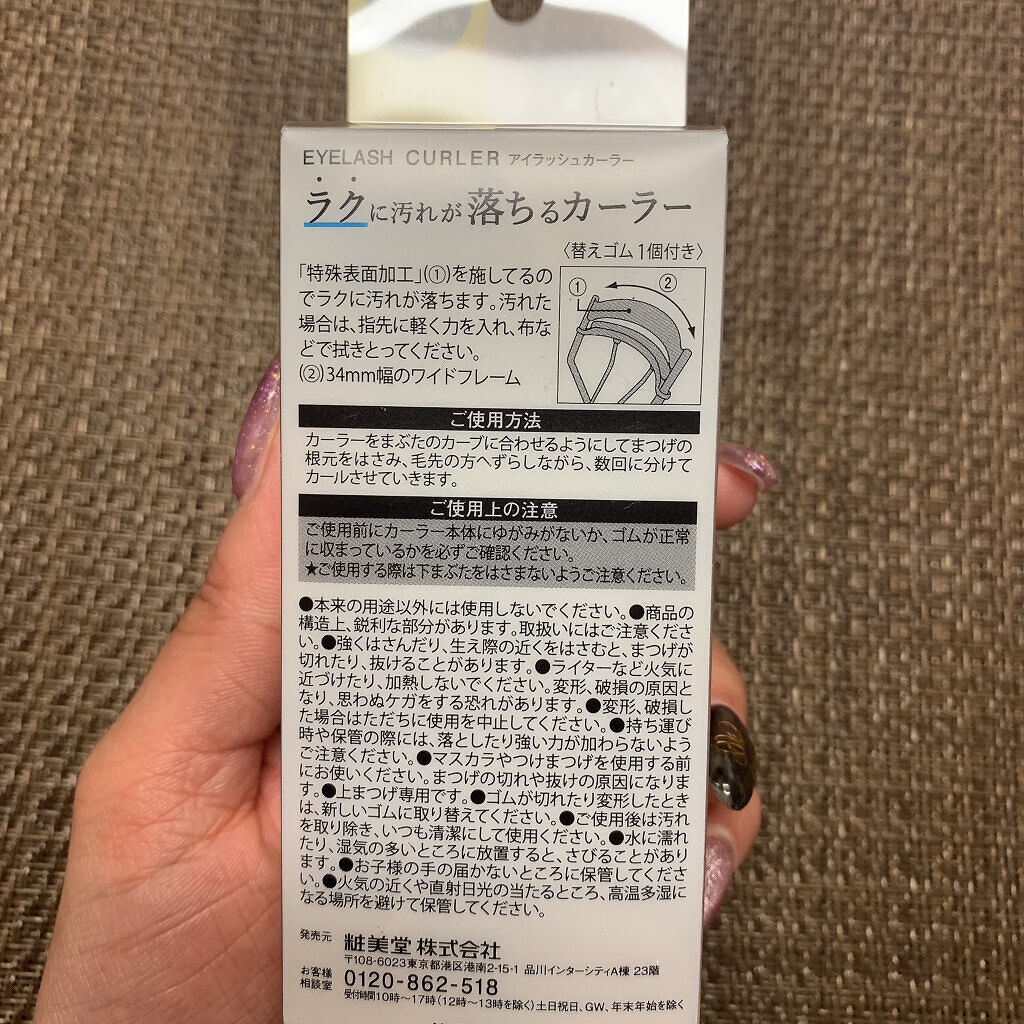 EYELASH CURLER アイラッシュカーラー
ラクに汚れが落ちるカーラー
〈替えゴム1個付き〉
「特殊表面加工」(①)を施してるの
でラクに汚れが落ちます。汚れた
場合は、指先に軽く力を入れ、布な
どで拭きとってください。
(②)34mm幅のワイドフレーム
① ②
ご使用方法
カーラーをまぶたのカーブに合わせるようにしてまつげの
根元をはさみ、毛先の方へずらしながら、数回に分けて
カールさせていきます。
ご使用上の注意
ご使用前にカーラー本体にゆがみがないか、ゴムが正常
に収まっているかを必ずご確認ください。
★ご使用する際は下まぶたをはさまないようご注意ください。
●本来の用途以外には使用しないでください。●商品の
構造上、鋭利な部分があります。取扱いにはご注意くださ
い。●強くはさんだり、生え際の近くをはさむと、まつげが
切れたり、抜けることがあります。●ライターなど火気に
近づけたり、加熱しないでください。変形、破損の原因と
なり、思わぬケガをする恐れがあります。●変形、破損し
た場合はただちに使用を中止してください。●持ち運び
時や保管の際には、落としたり強い力が加わらないよう
ご注意ください。●マスカラやつけまつげを使用する前
にお使いください。まつげの切れや抜けの原因になりま
す。●上まつげ専用です。●ゴムが切れたり変形したとき
は、新しいゴムに取り替えてください。●ご使用後は汚れ
を取り除き、いつも清潔にして使用ください。●水に濡れ
たり、湿気の多いところに放置すると、さびることがあり
ます。●お子様の手の届かないところに保管してくださ
い。●火気の近くや直射日光の当たるところ、高温多湿に
なる場所を避けて保管してください。
発売元 粧美堂 株式会社
〒108-6023東京都港区港南2-15-1 品川インターシティA棟 23階
お客様相談室 0120-862-518
受付時間10時～17時(12時～13時を除く)土日祝日、GW、年末年始を除く